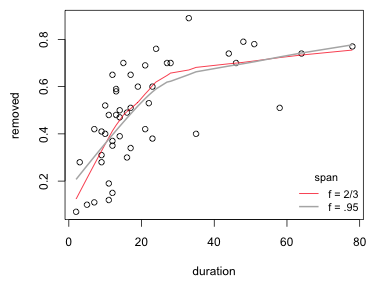 removed
0.8
0.6
0.4
0.2
span
f = 2/3
f = .95
0 20 40 60 80
duration